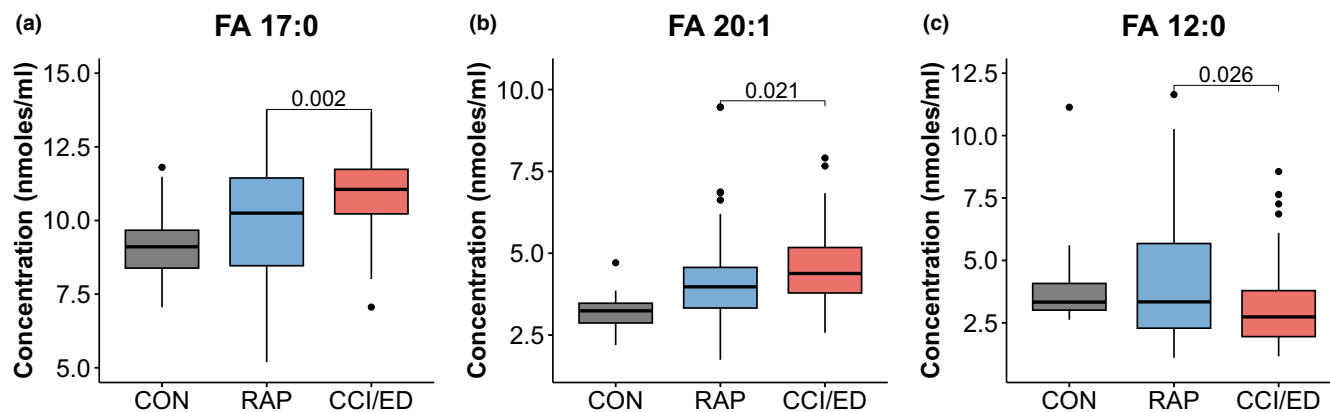 (a) FA 17:0
Concentration (nmoles/ml)
15.0
12.5
10.0
7.5
5.0
0.002
CON RAP CCI/ED
(b) FA 20:1
Concentration (nmoles/ml)
10.0
7.5
5.0
2.5
0.021
CON RAP CCI/ED
(c) FA 12:0
Concentration (nmoles/ml)
12.5
10.0
7.5
5.0
2.5
0.026
CON RAP CCI/ED